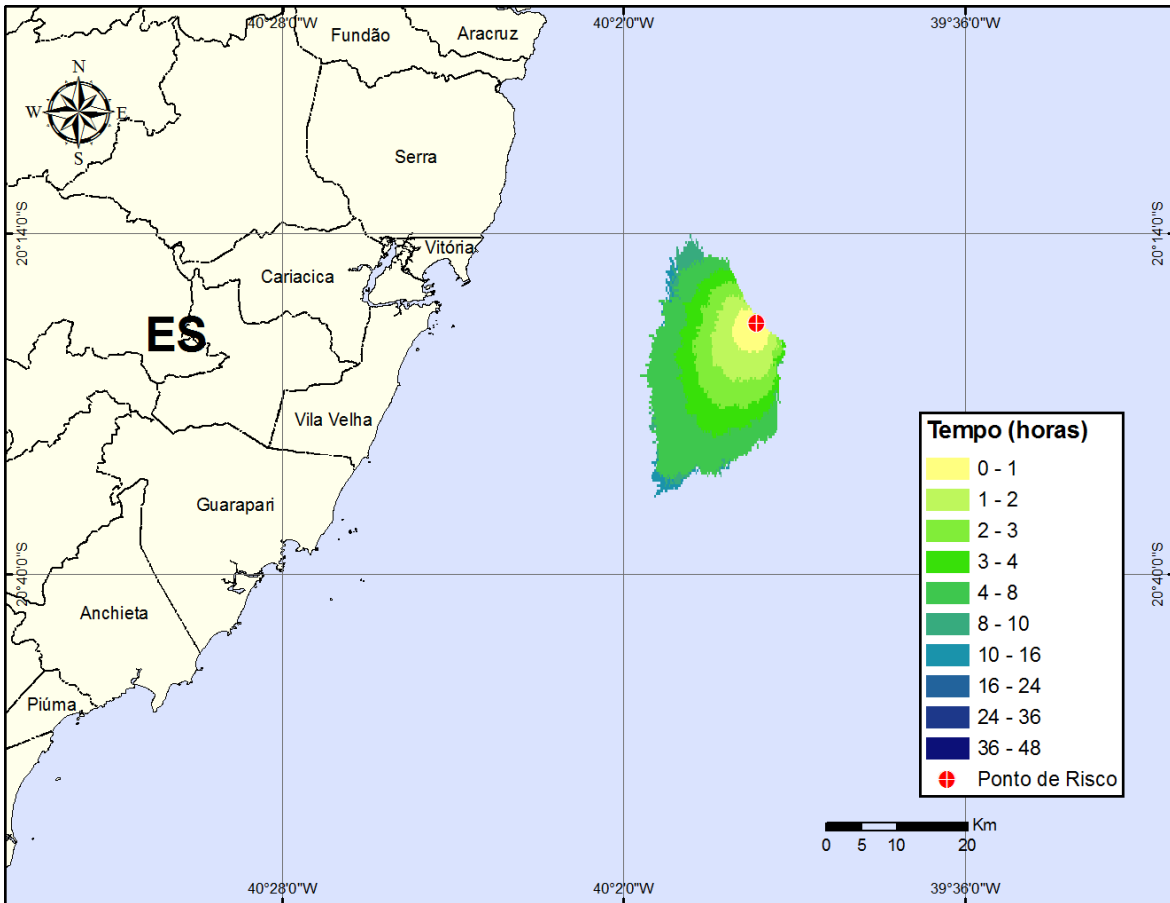 40°28'0"W
40°2'0"W
39°36'0"W
Fundão
Aracruz
N
W
E
S
Serra
20°14'0"S
20°14'0"S
Vitória
Cariacica
ES
Vila Velha
Guarapari
20°40'0"S
20°40'0"S
Anchieta
Piúma
Tempo (horas)
0 - 1
1 - 2
2 - 3
3 - 4
4 - 8
8 - 10
10 - 16
16 - 24
24 - 36
36 - 48
Ponto de Risco
Km
0 5 10 20
40°28'0"W
40°2'0"W
39°36'0"W